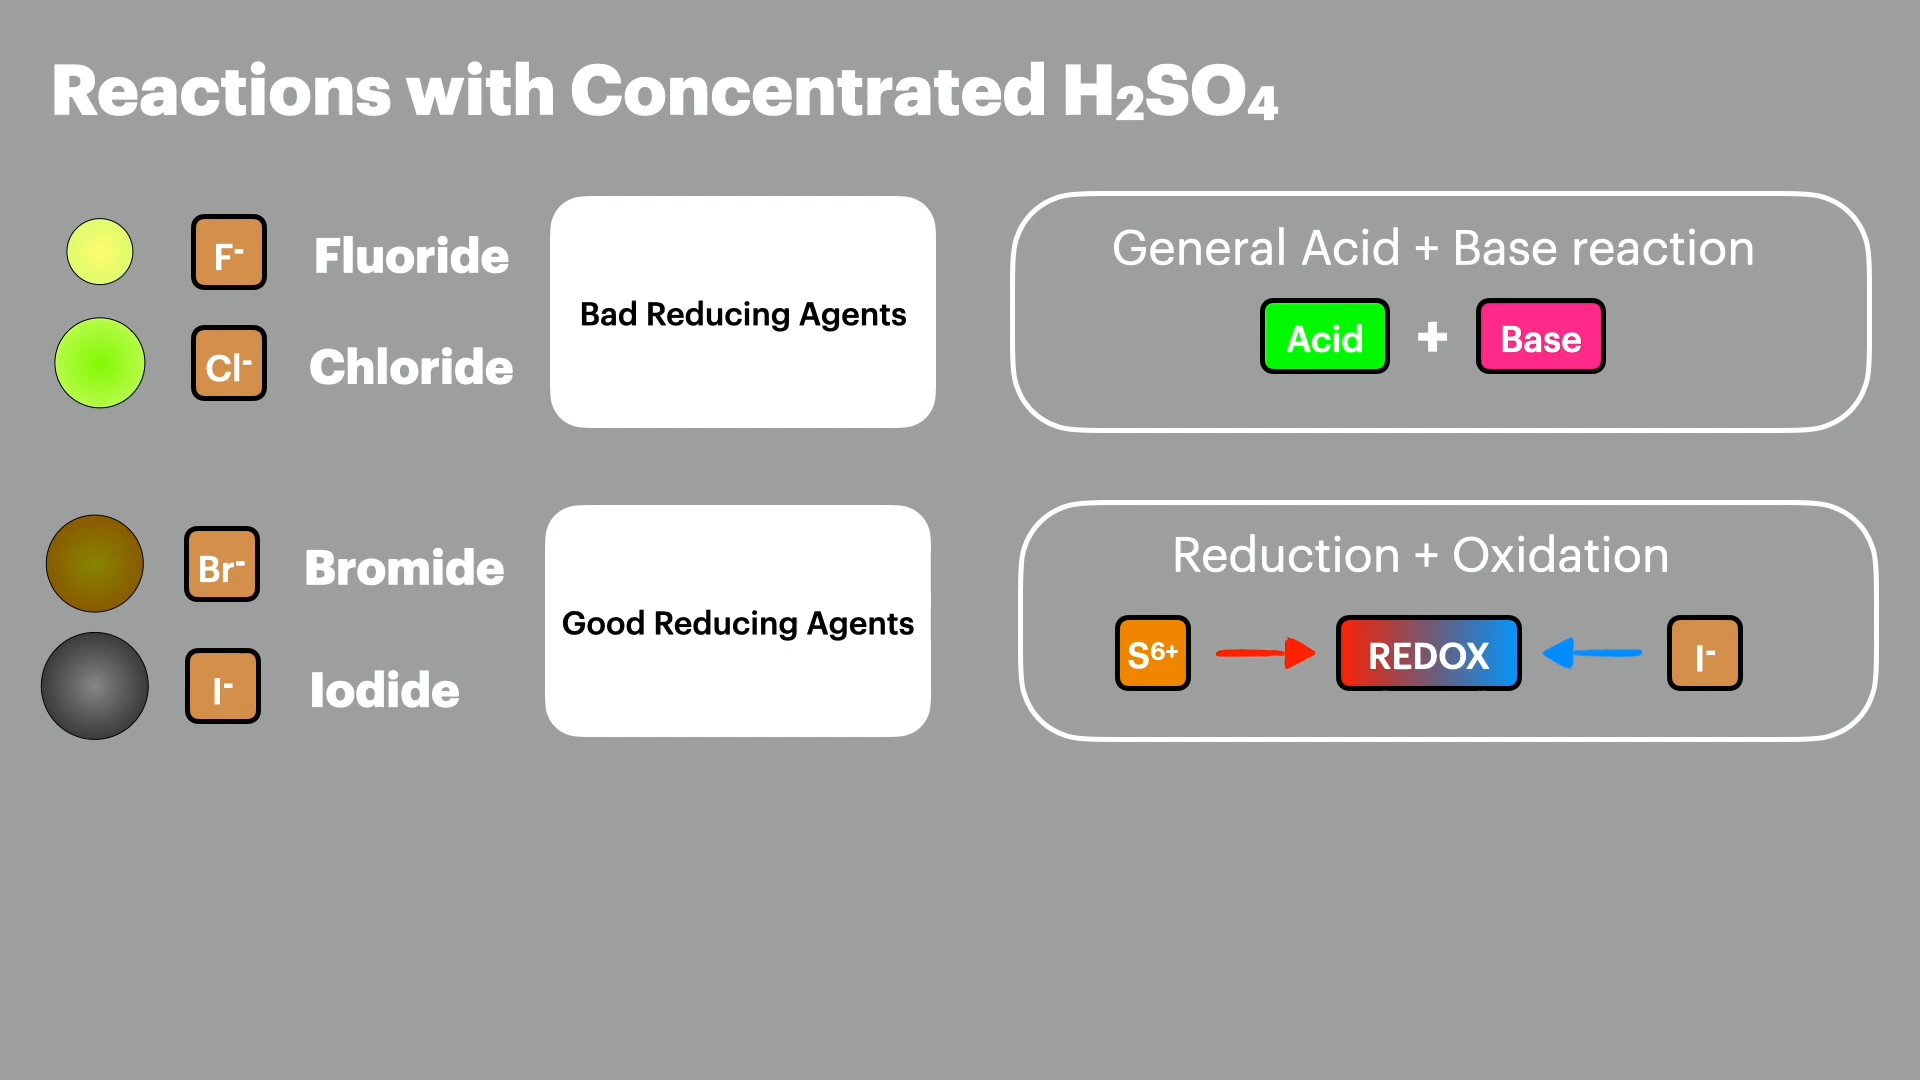 Reactions with Concentrated H₂SO₄
F⁻ Fluoride
Cl⁻ Chloride
Bad Reducing Agents
General Acid + Base reaction
Acid + Base
Br⁻ Bromide
I⁻ Iodide
Good Reducing Agents
Reduction + Oxidation
S⁶⁺ REDOX I⁻